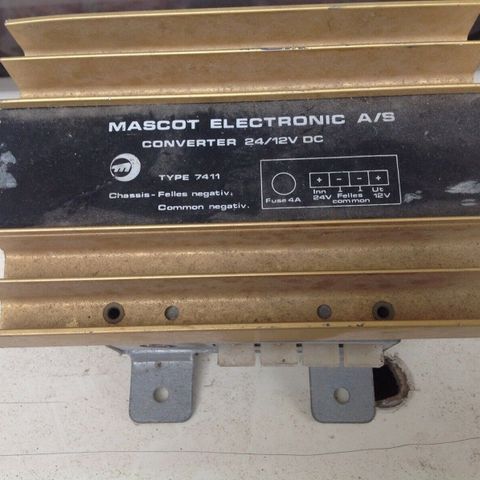 MASCOT ELECTRONIC A/S
CONVERTER 24/12V DC
m
TYPE 7411
Chassis - Felles negativ.
Common negativ.
+ - - +
Inn Ut
Fuse 4A 24V Felles 12V
common